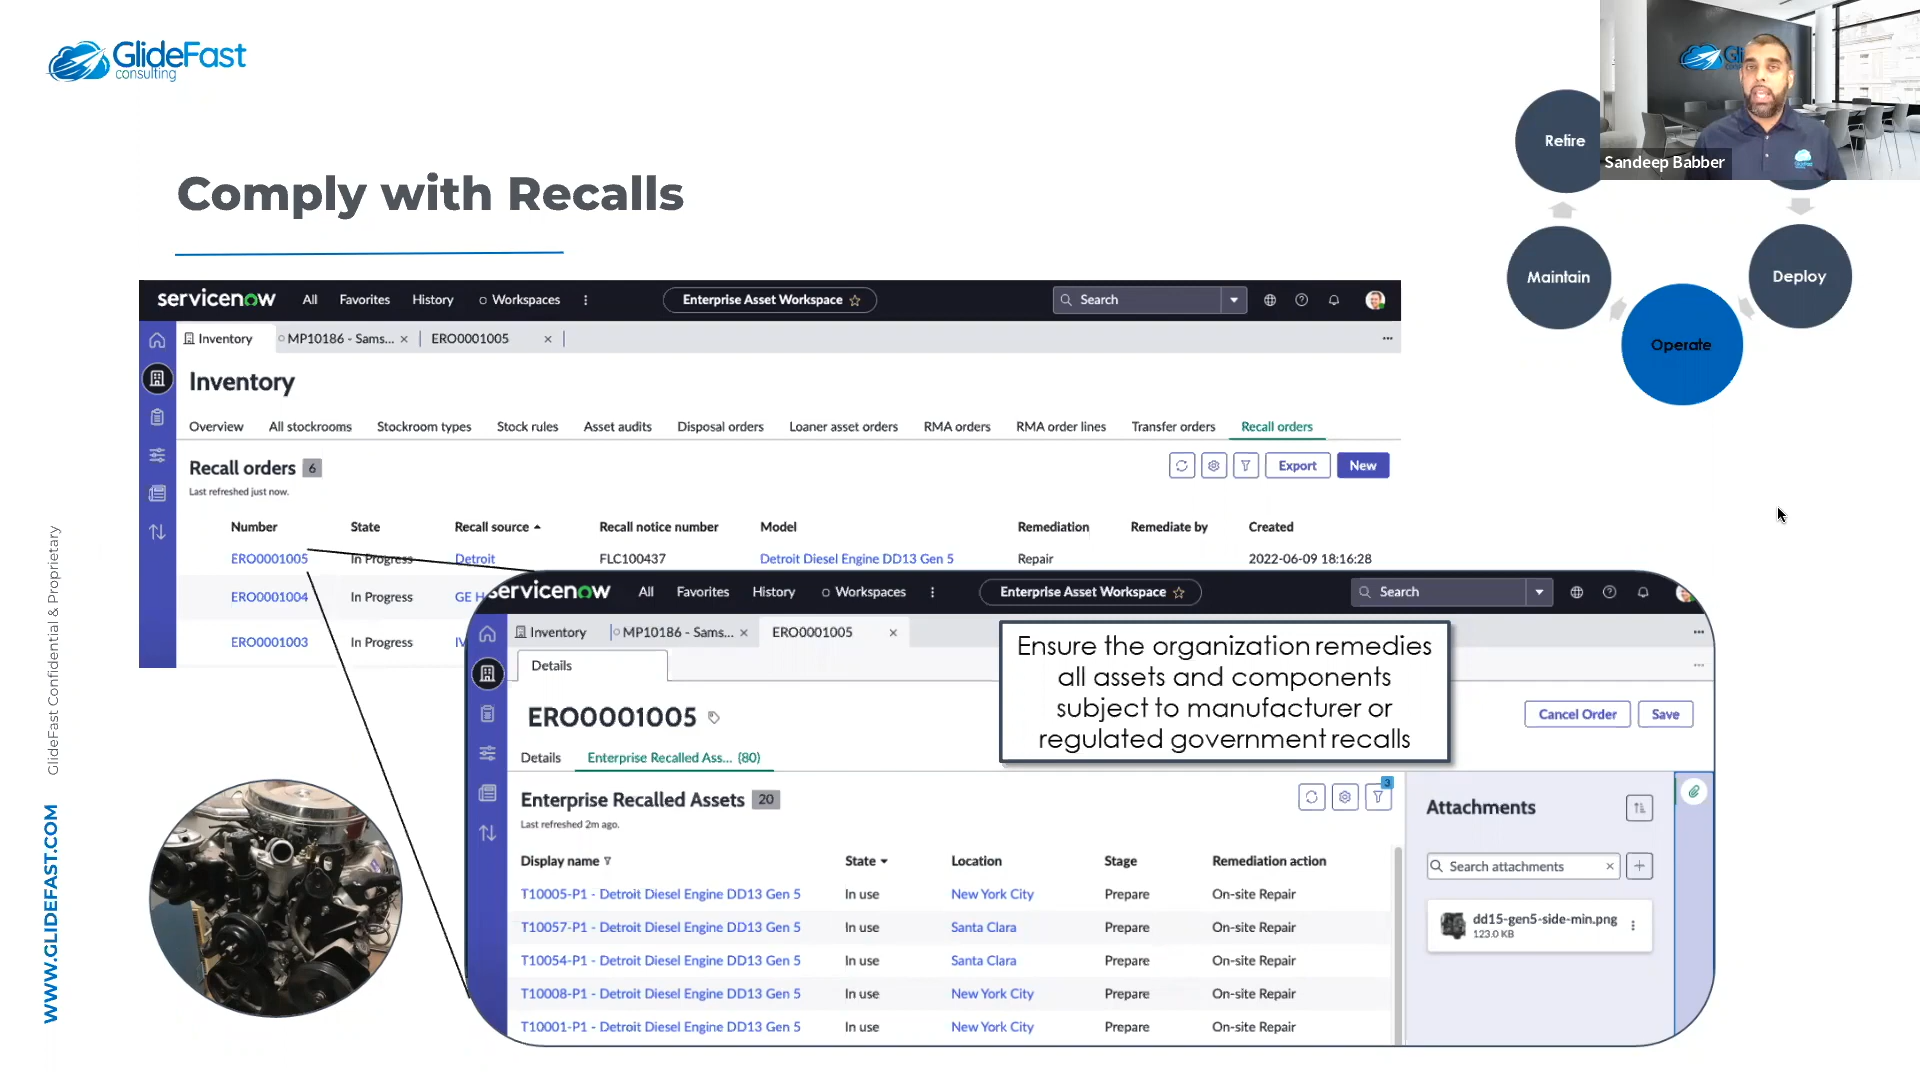 GlideFast
consulting
Comply with Recalls
Retire
Sandeep Babber
Maintain
Deploy
Operate
servicenow All Favorites History Workspaces Enterprise Asset Workspace Search
Inventory MP10186 - Sams... ERO0001005
Inventory
Overview All stockrooms Stockroom types Stock rules Asset audits Disposal orders Loaner asset orders RMA orders RMA order lines Transfer orders Recall orders
Recall orders 6 Export New
Last refreshed just now.
Number State Recall source Recall notice number Model Remediation Remediate by Created
ERO0001005 In Progress Detroit FLC100437 Detroit Diesel Engine DD13 Gen 5 Repair 2022-06-09 18:16:28
ERO0001004 In Progress GE
ERO0001003 In Progress
servicenow All Favorites History Workspaces Enterprise Asset Workspace Search
Inventory MP10186 - Sams... ERO0001005
Details
Ensure the organization remedies
all assets and components
subject to manufacturer or
regulated government recalls
ERO0001005 Cancel Order Save
Details Enterprise Recalled Ass... (80)
Enterprise Recalled Assets 20 3
Last refreshed 2m ago.
Display name State Location Stage Remediation action
T10005-P1 - Detroit Diesel Engine DD13 Gen 5 In use New York City Prepare On-site Repair
T10057-P1 - Detroit Diesel Engine DD13 Gen 5 In use Santa Clara Prepare On-site Repair
T10054-P1 - Detroit Diesel Engine DD13 Gen 5 In use Santa Clara Prepare On-site Repair
T10008-P1 - Detroit Diesel Engine DD13 Gen 5 In use New York City Prepare On-site Repair
T10001-P1 - Detroit Diesel Engine DD13 Gen 5 In use New York City Prepare On-site Repair
Attachments
Search attachments
dd15-gen5-side-min.png
123.0 KB
WWW.GLIDEFAST.COM GlideFast Confidential & Proprietary